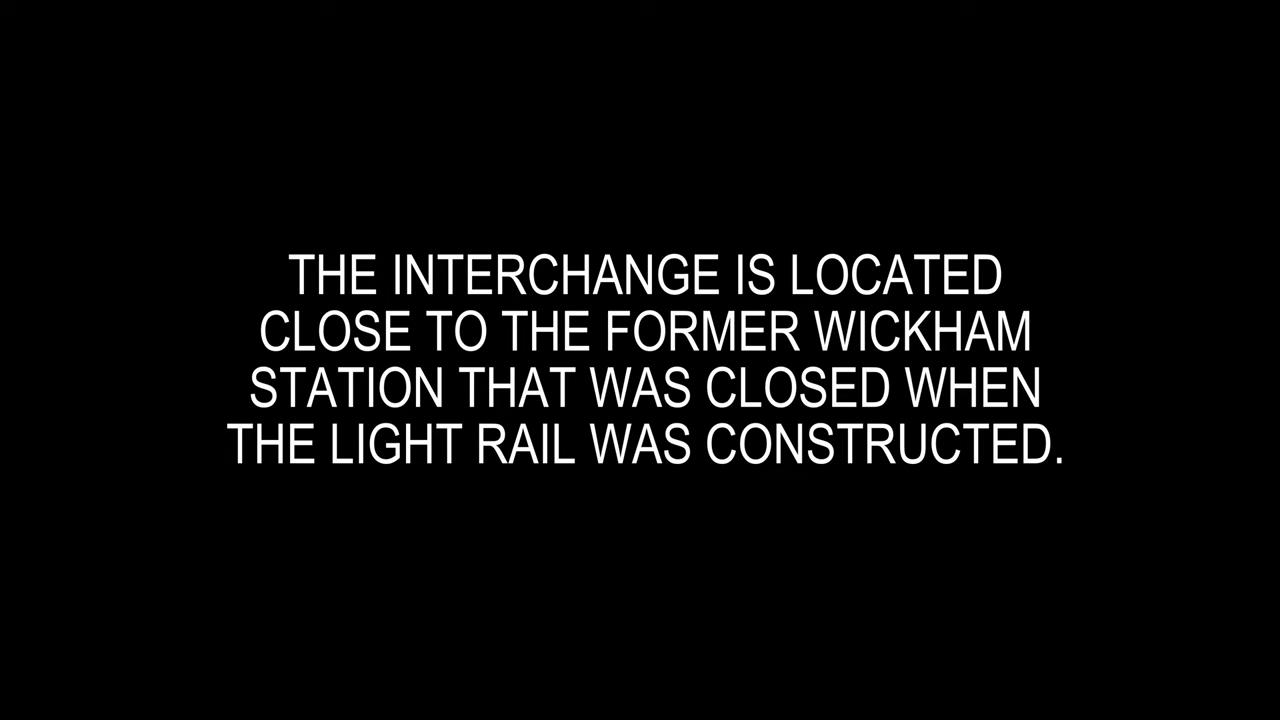 THE INTERCHANGE IS LOCATED
CLOSE TO THE FORMER WICKHAM
STATION THAT WAS CLOSED WHEN
THE LIGHT RAIL WAS CONSTRUCTED.